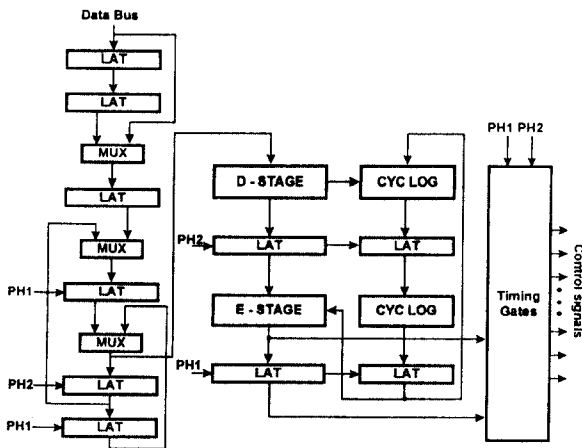 Data Bus
LAT
LAT
MUX
LAT
MUX
PH1
LAT
MUX
PH2
LAT
PH1
LAT
D - STAGE
CYC LOG
PH2
LAT
LAT
E - STAGE
CYC LOG
PH1
LAT
LAT
PH1 PH2
Timing
Gates
Control signals